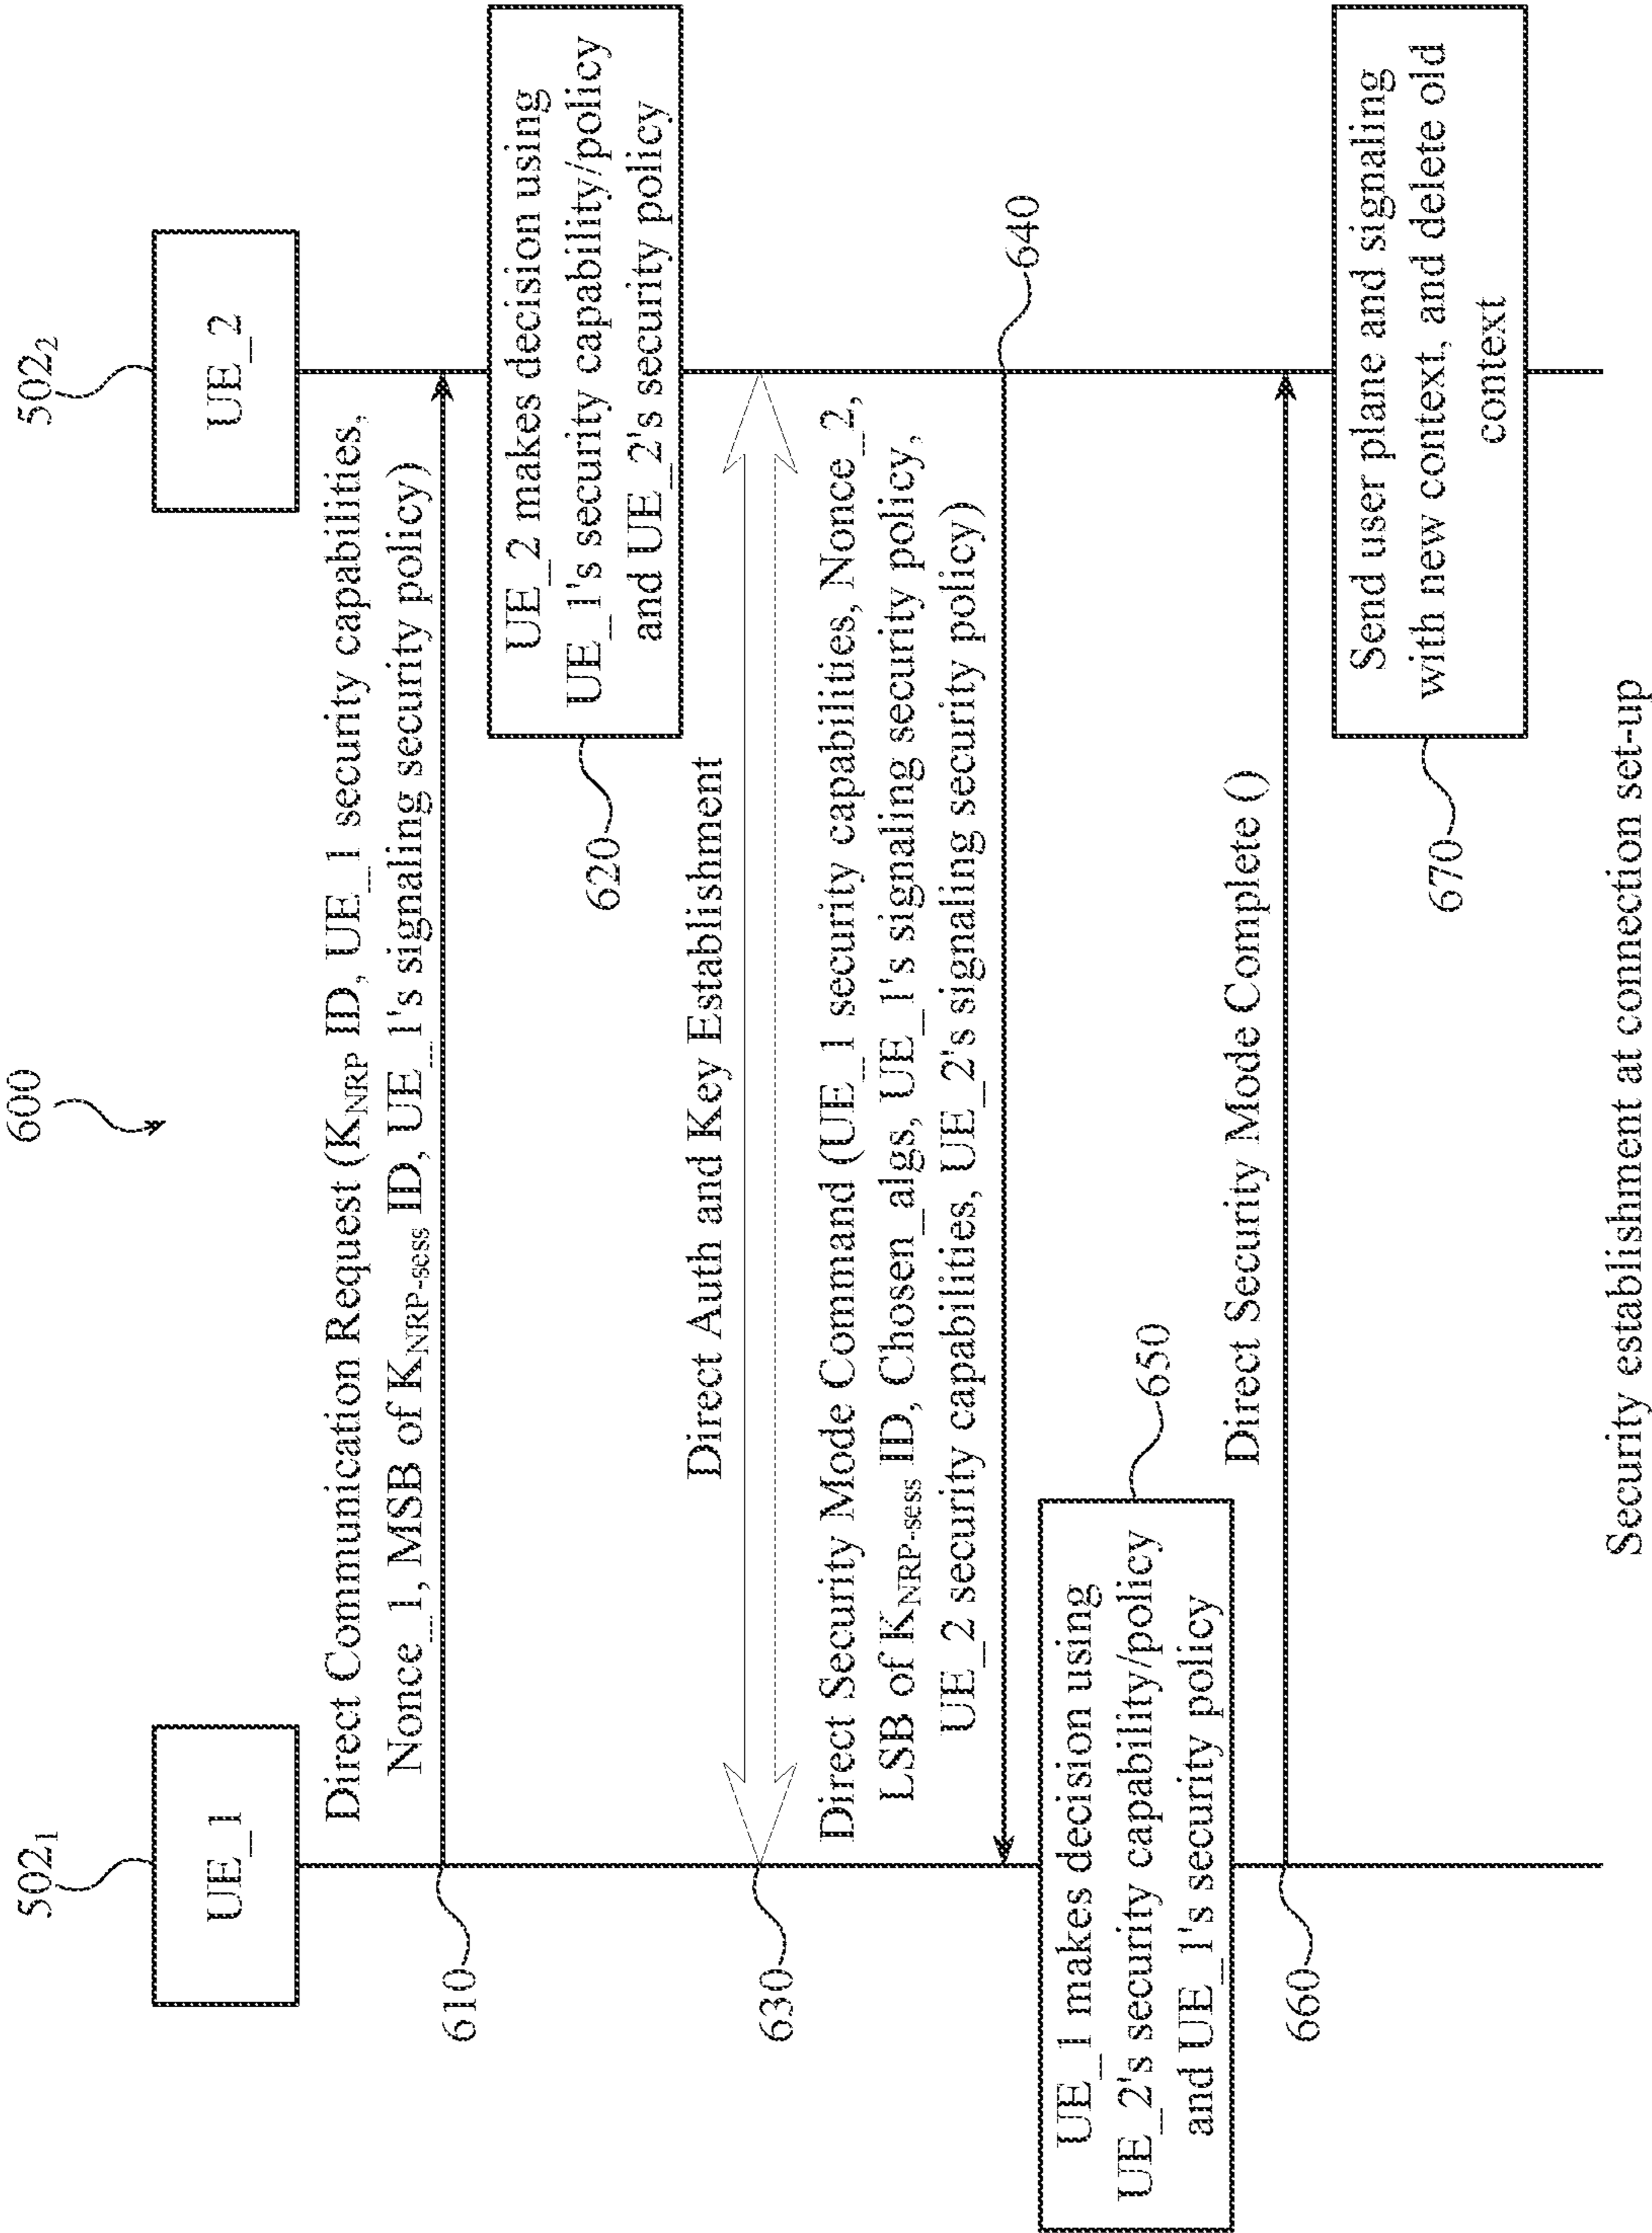 600
502₁
502₂
UE_1
UE_2
Direct Communication Request (K_NRP ID, UE_1 security capabilities,
Nonce_1, MSB of K_NRP-sess ID, UE_1's signaling security policy)
610
UE_2 makes decision using
UE_1's security capability/policy
and UE_2's security policy
620
Direct Auth and Key Establishment
630
Direct Security Mode Command (UE_1 security capabilities, Nonce_2,
LSB of K_NRP-sess ID, Chosen_algs, UE_1's signaling security policy,
UE_2 security capabilities, UE_2's signaling security policy)
640
UE_1 makes decision using
UE_2's security capability/policy
and UE_1's security policy
650
Direct Security Mode Complete ()
660
Send user plane and signaling
with new context, and delete old
context
670
Security establishment at connection set-up